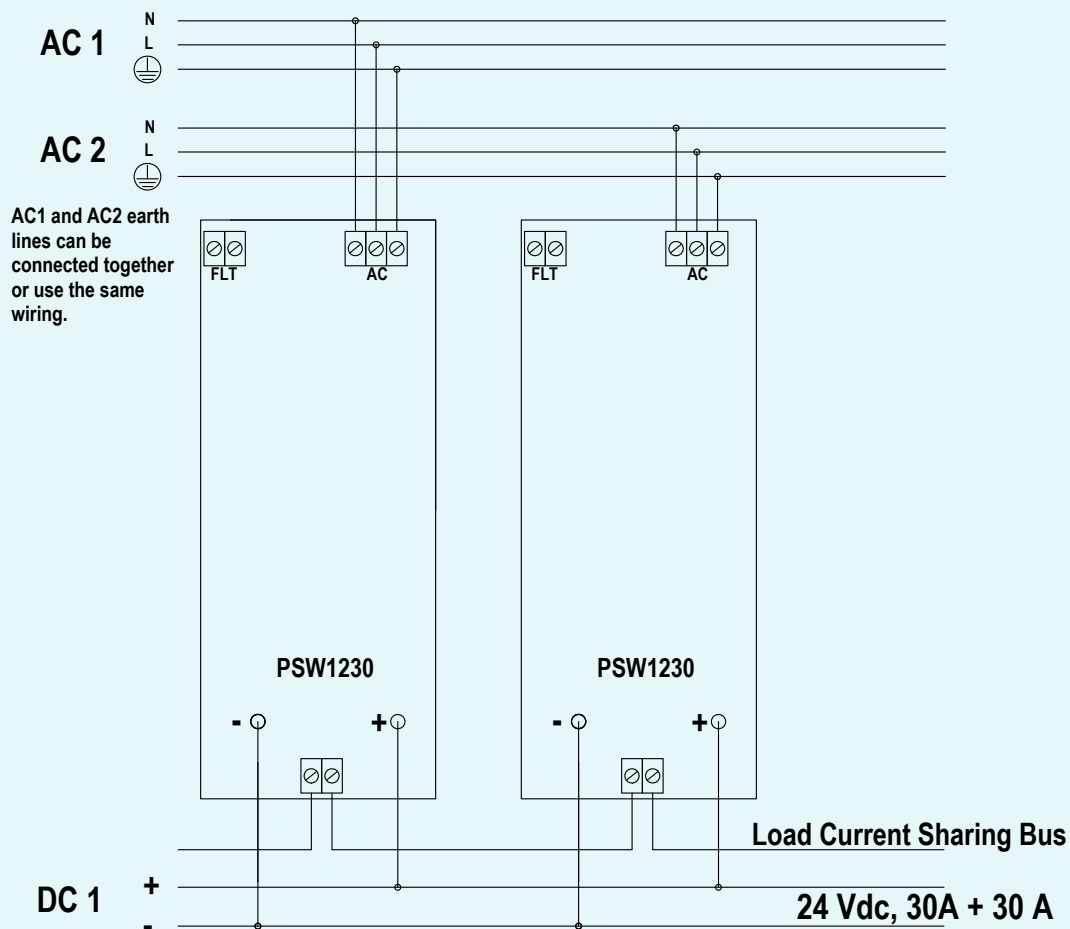 N
AC 1
L
N
AC 2
L
AC1 and AC2 earth
lines can be
connected together
or use the same
wiring.
FLT
AC
FLT
AC
PSW1230
PSW1230
-
+
-
+
Load Current Sharing Bus
+
DC 1
24 Vdc, 30A + 30 A
-